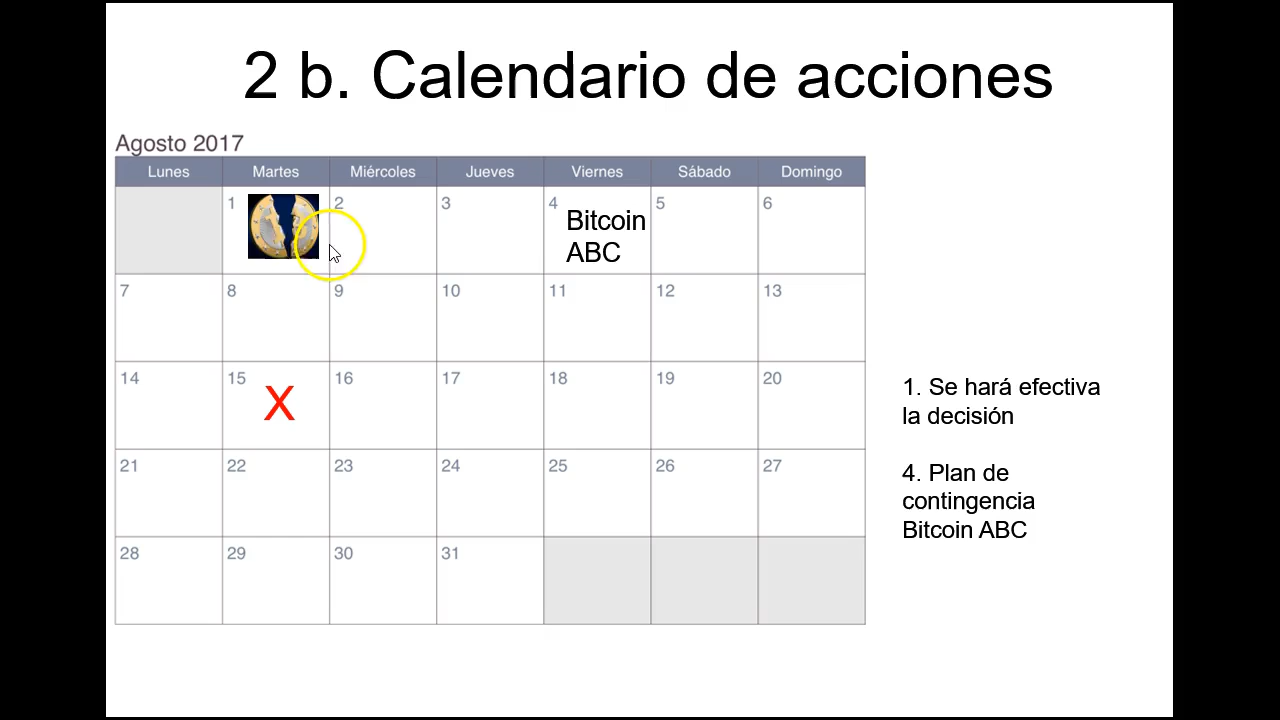 2 b. Calendario de acciones
Agosto 2017
Lunes Martes Miércoles Jueves Viernes Sábado Domingo
1 2 3 4 5 6
Bitcoin
ABC
7 8 9 10 11 12 13
14 15 16 17 18 19 20
X
1. Se hará efectiva
la decisión
21 22 23 24 25 26 27
4. Plan de
contingencia
Bitcoin ABC
28 29 30 31